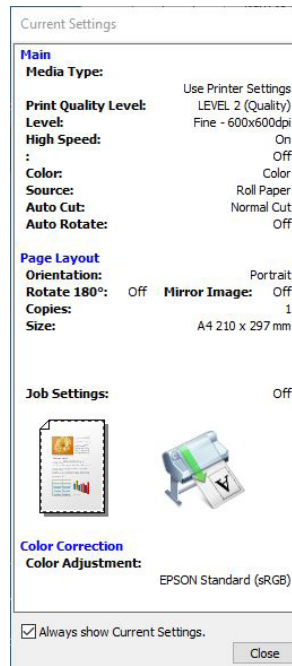 Current Settings
Main
Media Type:
Use Printer Settings
Print Quality Level: LEVEL 2 (Quality)
Level: Fine - 600x600dpi
High Speed: On
: Off
Color: Color
Source: Roll Paper
Auto Cut: Normal Cut
Auto Rotate: Off
Page Layout
Orientation: Portrait
Rotate 180°: Off Mirror Image: Off
Copies: 1
Size: A4 210 x 297 mm
Job Settings: Off
A
Color Correction
Color Adjustment:
EPSON Standard (sRGB)
Always show Current Settings.
Close